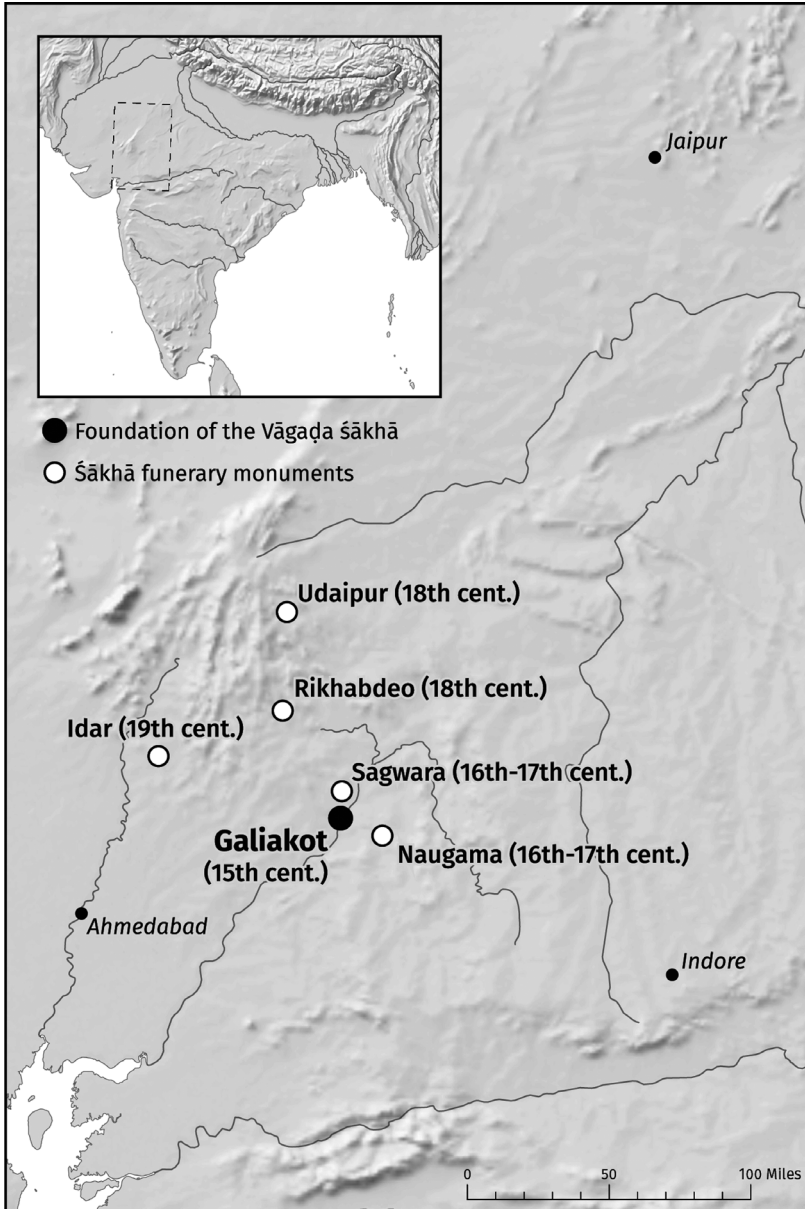 Jaipur
Foundation of the Vāgaḍa śākhā
Śākhā funerary monuments
Udaipur (18th cent.)
Rikhabdeo (18th cent.)
Idar (19th cent.)
Sagwara (16th-17th cent.)
Galiakot
(15th cent.)
Naugama (16th-17th cent.)
Ahmedabad
Indore
0 50 100 Miles